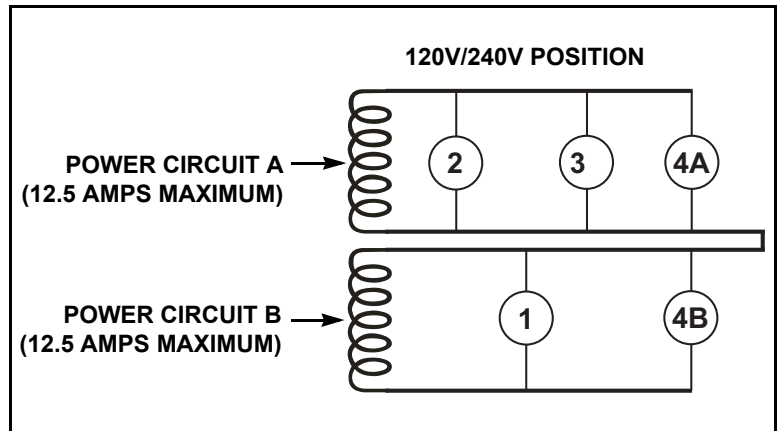 120V/240V POSITION
POWER CIRCUIT A
(12.5 AMPS MAXIMUM)
2
3
4A
POWER CIRCUIT B
(12.5 AMPS MAXIMUM)
1
4B